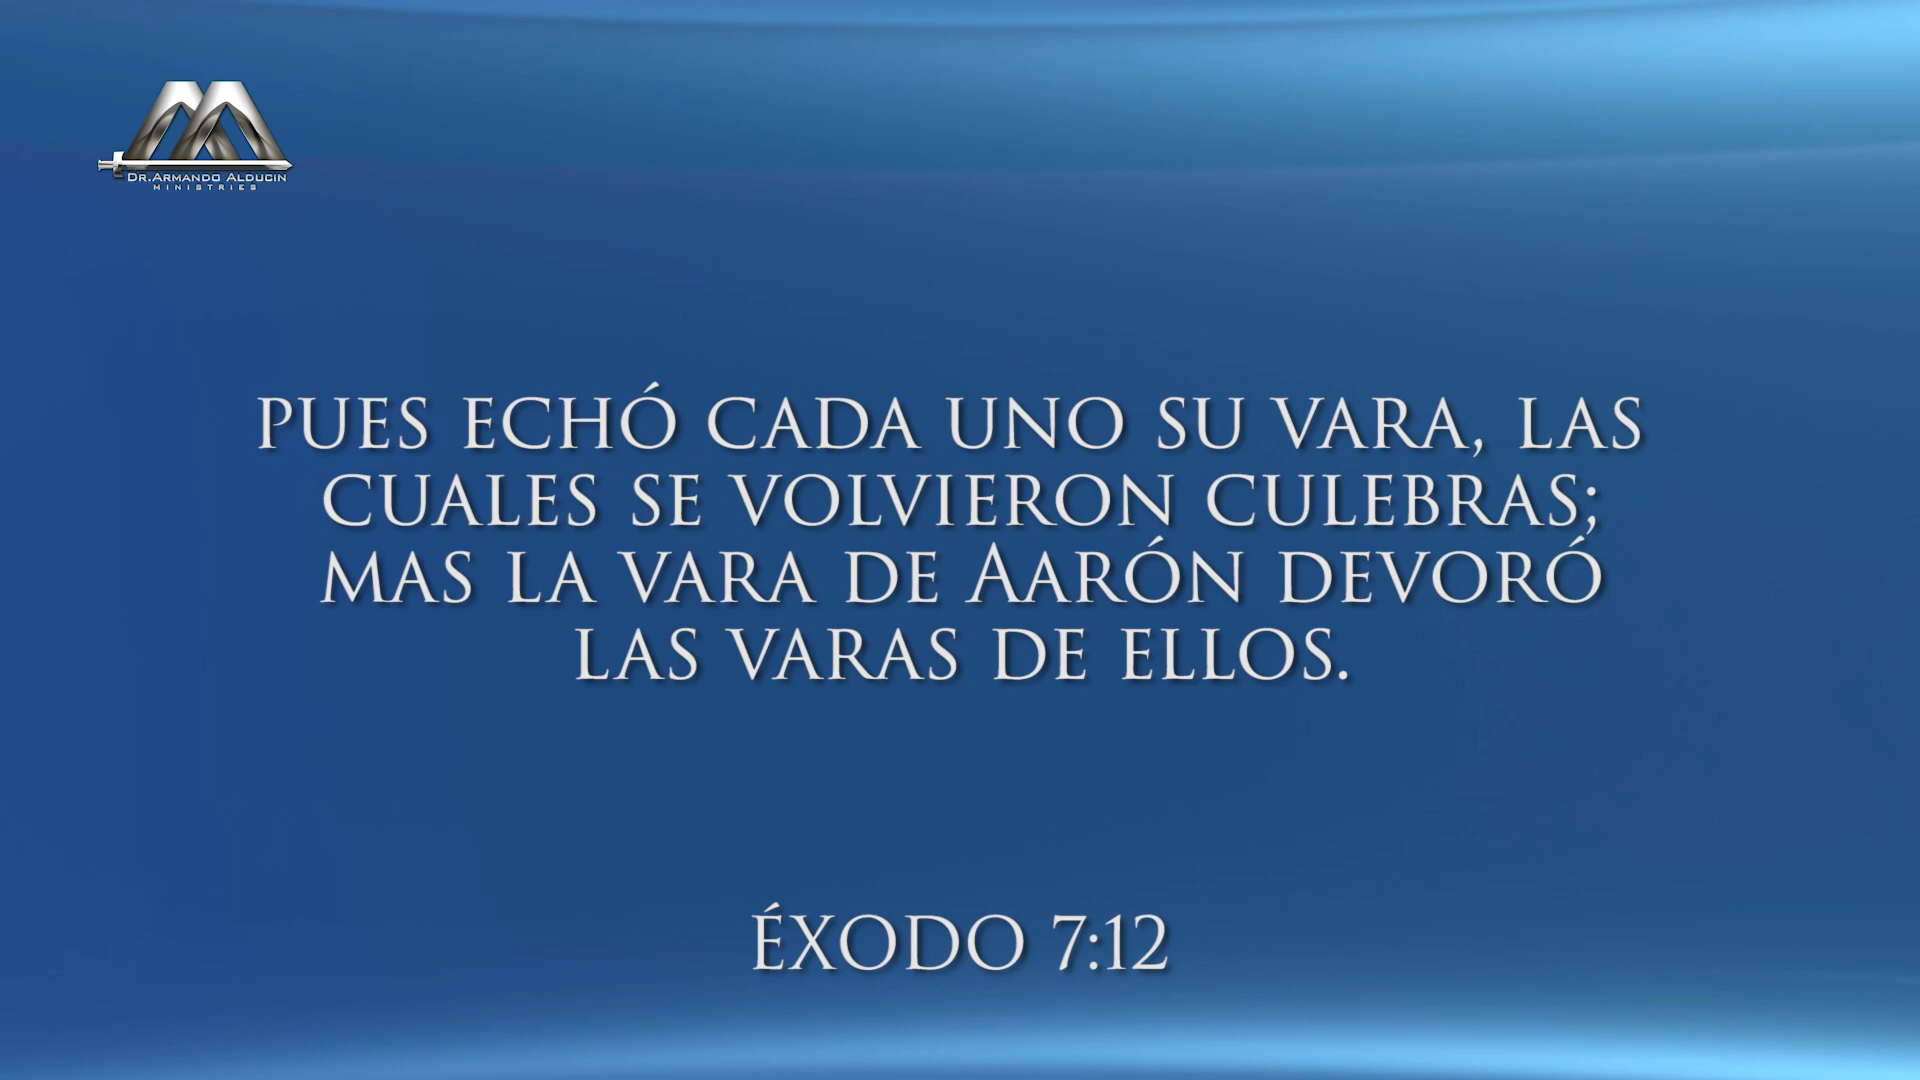 Dr. Armando Alducin
MINISTRIES
PUES ECHÓ CADA UNO SU VARA, LAS
CUALES SE VOLVIERON CULEBRAS;
MAS LA VARA DE AARÓN DEVORÓ
LAS VARAS DE ELLOS.
ÉXODO 7:12